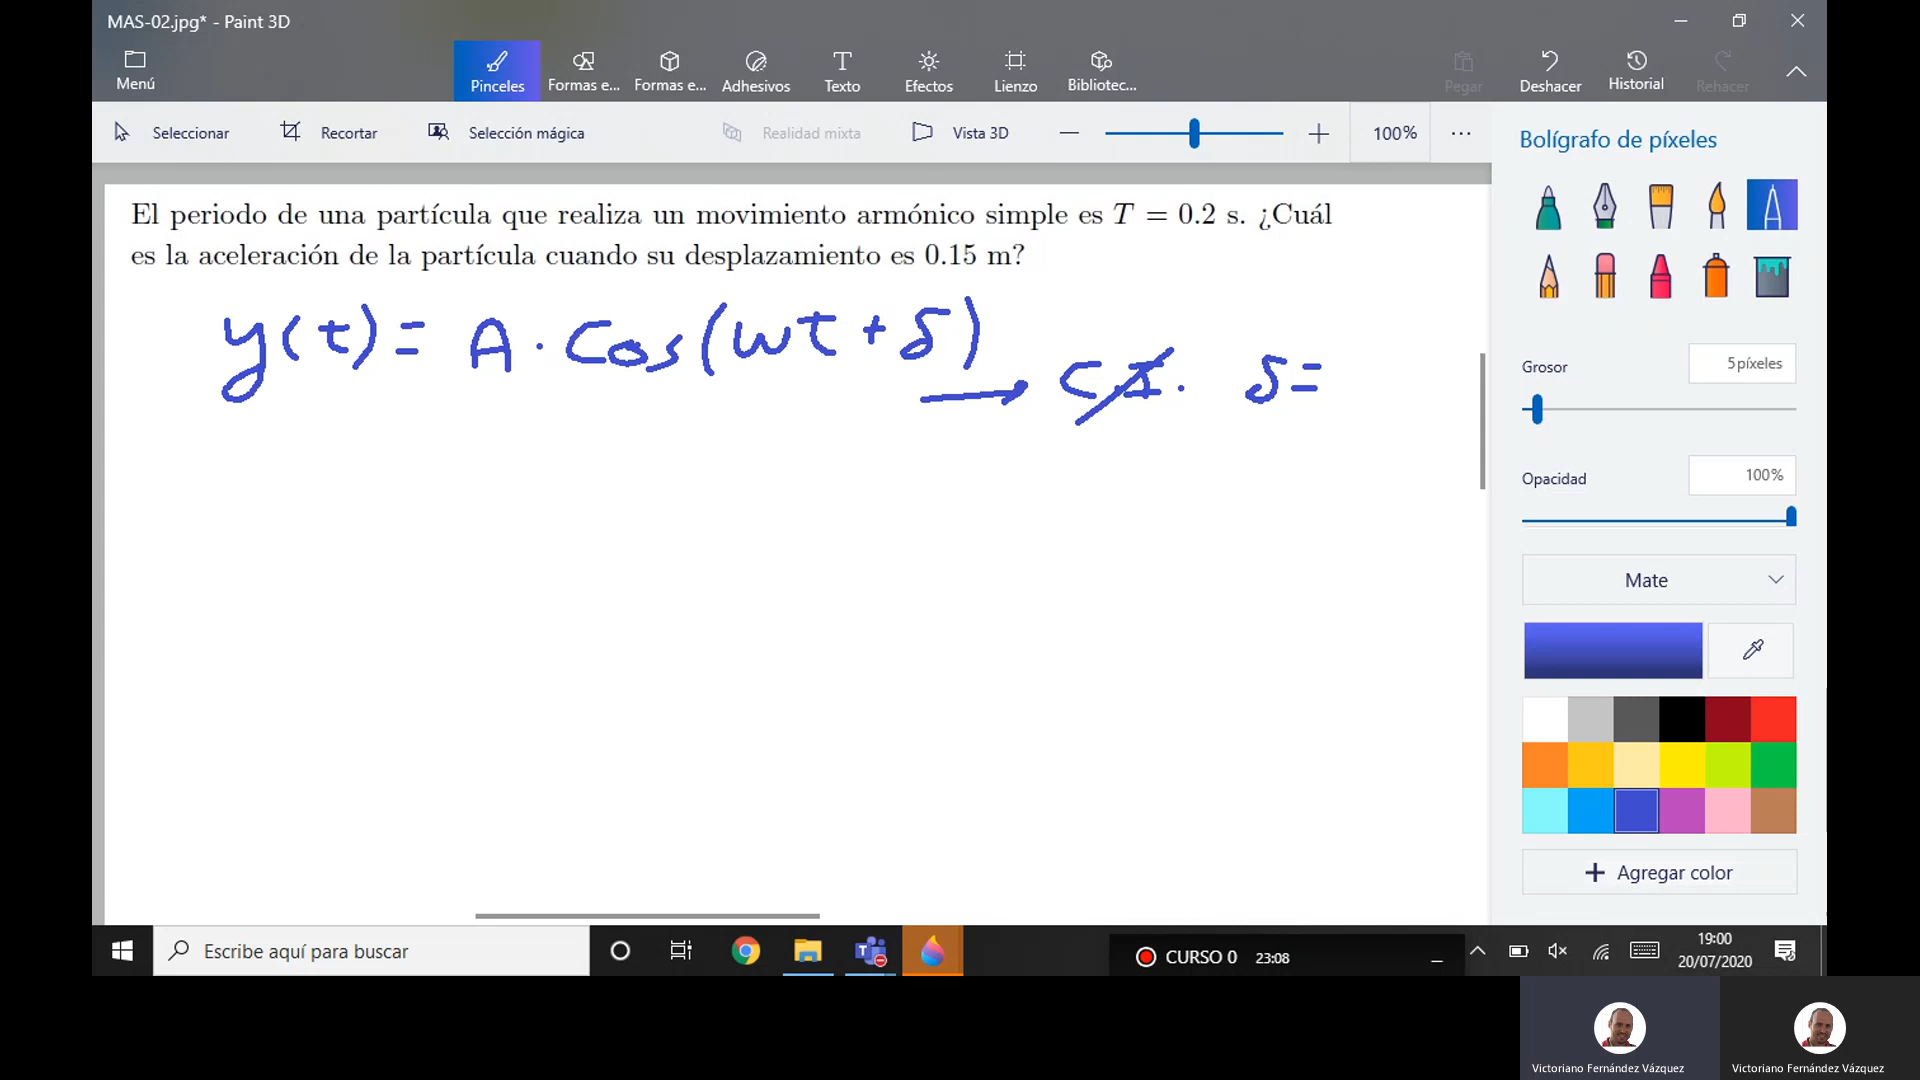 MAS-02.jpg* - Paint 3D
Menú
Pinceles
Formas e...
Formas e...
Adhesivos
Texto
Efectos
Lienzo
Bibliotec...
Pegar
Deshacer
Historial
Rehacer
Seleccionar
Recortar
Selección mágica
Realidad mixta
Vista 3D
100%
Bolígrafo de píxeles
El periodo de una partícula que realiza un movimiento armónico simple es T = 0.2 s. ¿Cuál
es la aceleración de la partícula cuando su desplazamiento es 0.15 m?
y(t) = A · Cos(ωt + δ)
→ C.I. δ =
Grosor
5 píxeles
Opacidad
100%
Mate
Agregar color
Escribe aquí para buscar
CURSO 0 23:08
19:00
20/07/2020
Victoriano Fernández Vázquez
Victoriano Fernández Vázquez